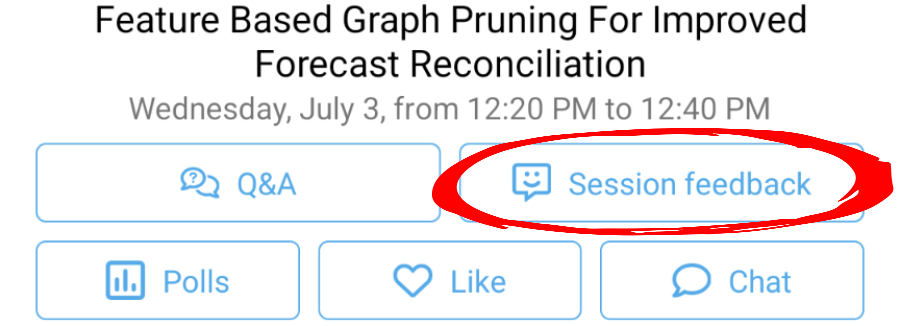 Feature Based Graph Pruning For Improved
Forecast Reconciliation
Wednesday, July 3, from 12:20 PM to 12:40 PM
Q&A
Session feedback
Polls
Like
Chat